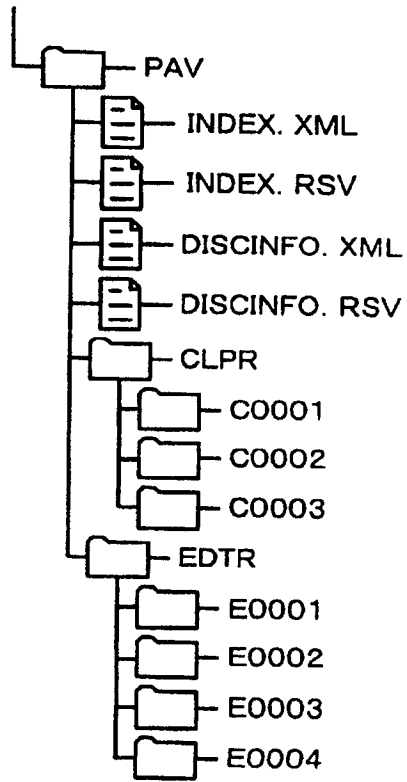 PAV
INDEX. XML
INDEX. RSV
DISCINFO. XML
DISCINFO. RSV
CLPR
C0001
C0002
C0003
EDTR
E0001
E0002
E0003
E0004